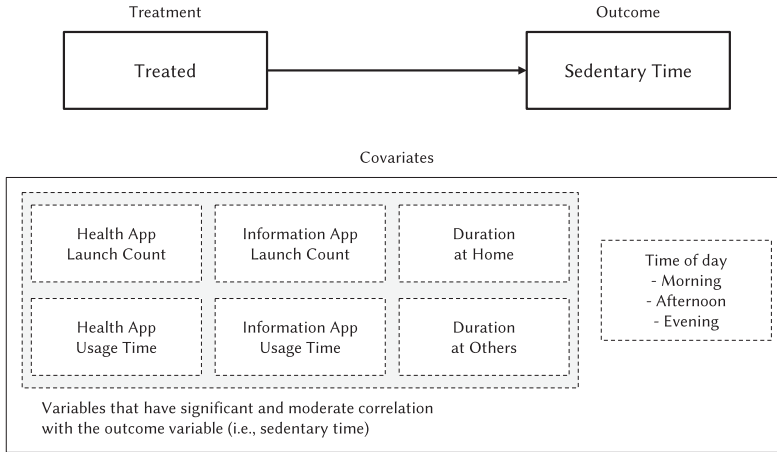 Treatment
Outcome
Treated
Sedentary Time
Covariates
Health App
Launch Count
Information App
Launch Count
Duration
at Home
Health App
Usage Time
Information App
Usage Time
Duration
at Others
Time of day
- Morning
- Afternoon
- Evening
Variables that have significant and moderate correlation
with the outcome variable (i.e., sedentary time)